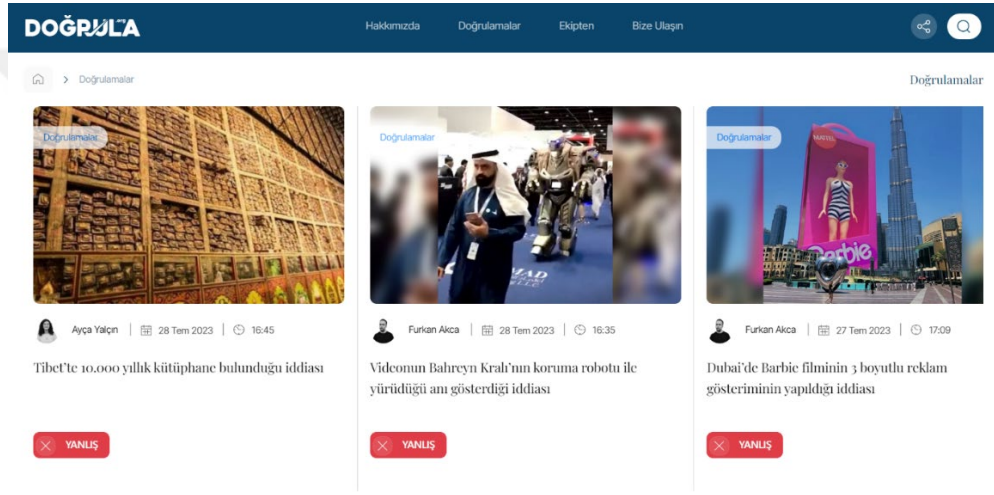 DOĞRULA
Hakkımızda
Doğrulamalar
Ekipten
Bize Ulaşın
Doğrulamalar
Doğrulamalar
Doğrulamalar
Doğrulamalar
Doğrulamalar
MATTEL
Barbie
Ayça Yalçın | 28 Tem 2023 | 16:45
Furkan Akca | 28 Tem 2023 | 16:35
Furkan Akca | 27 Tem 2023 | 17:09
Tibet’te 10.000 yıllık kütüphane bulunduğu iddiası
Videonun Bahreyn Kralı’nın koruma robotu ile
yürüdüğü anı gösterdiği iddiası
Dubai’de Barbie filminin 3 boyutlu reklam
gösteriminin yapıldığı iddiası
YANLIŞ
YANLIŞ
YANLIŞ